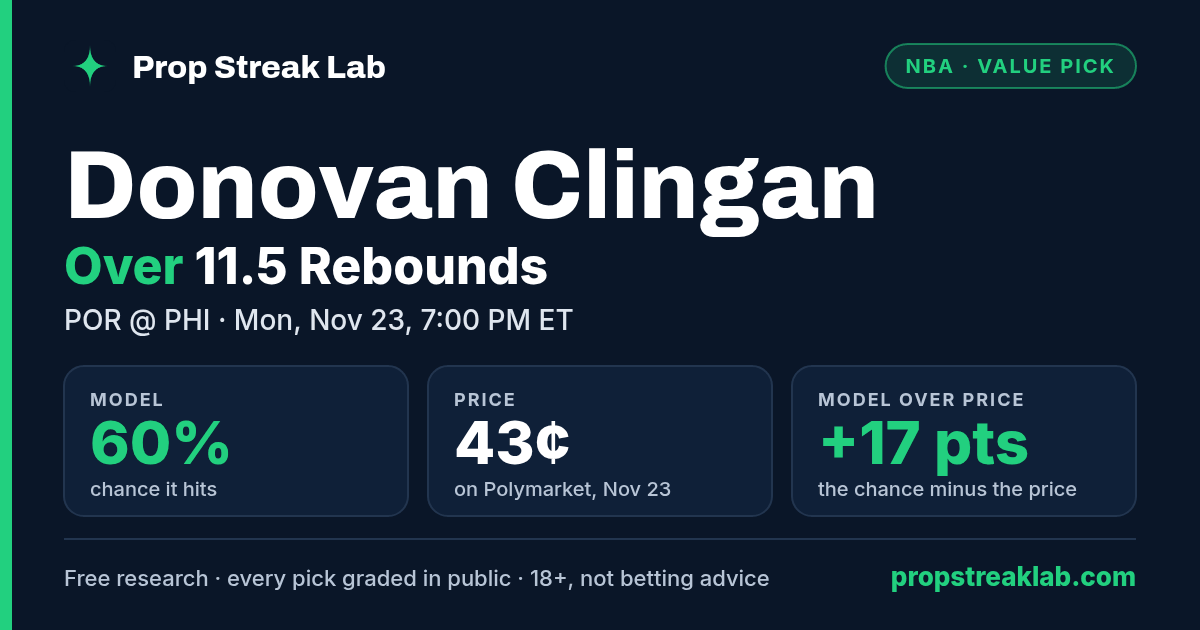 Prop Streak Lab
NBA · VALUE PICK
Donovan Clingan
Over 11.5 Rebounds
POR @ PHI · Mon, Nov 23, 7:00 PM ET
MODEL
60%
chance it hits
PRICE
43¢
on Polymarket, Nov 23
MODEL OVER PRICE
+17 pts
the chance minus the price
Free research · every pick graded in public · 18+, not betting advice
propstreaklab.com